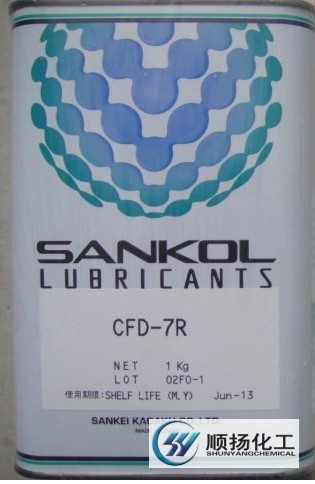 SANKOL
LUBRICANTS
CFD-7R
NET 1 Kg
LOT 02F0-1
使用期限: SHELF LIFE (M.Y) Jun-13
SANKEI KAGAKU CO.,LTD.
MADE
顺扬化工
SHUNYANGCHEMICAL